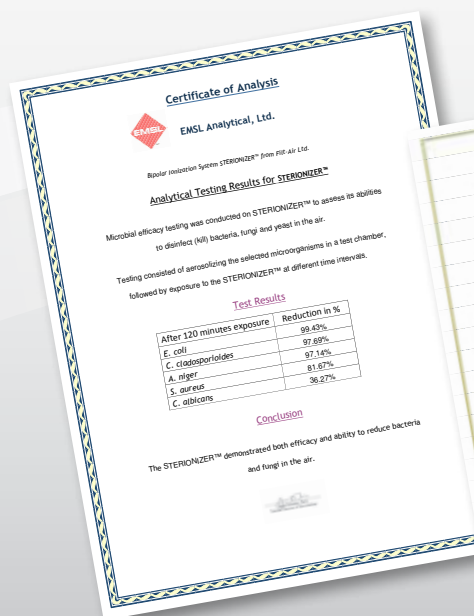 Certificate of Analysis
EMSL
EMSL Analytical, Ltd.
Bipolar Ionization System STERIONIZER™ from Filt-Air Ltd.
Analytical Testing Results for STERIONIZER™
Microbial efficacy testing was conducted on STERIONIZER™ to assess its abilities
to disinfect (kill) bacteria, fungi and yeast in the air.
Testing consisted of aerosolizing the selected microorganisms in a test chamber,
followed by exposure to the STERIONIZER™ at different time intervals.
Test Results
After 120 minutes exposure Reduction in %
E. coli 99.43%
C. cladosporioides 97.69%
A. niger 97.14%
S. aureus 81.67%
C. albicans 36.27%
Conclusion
The STERIONIZER™ demonstrated both efficacy and ability to reduce bacteria
and fungi in the air.